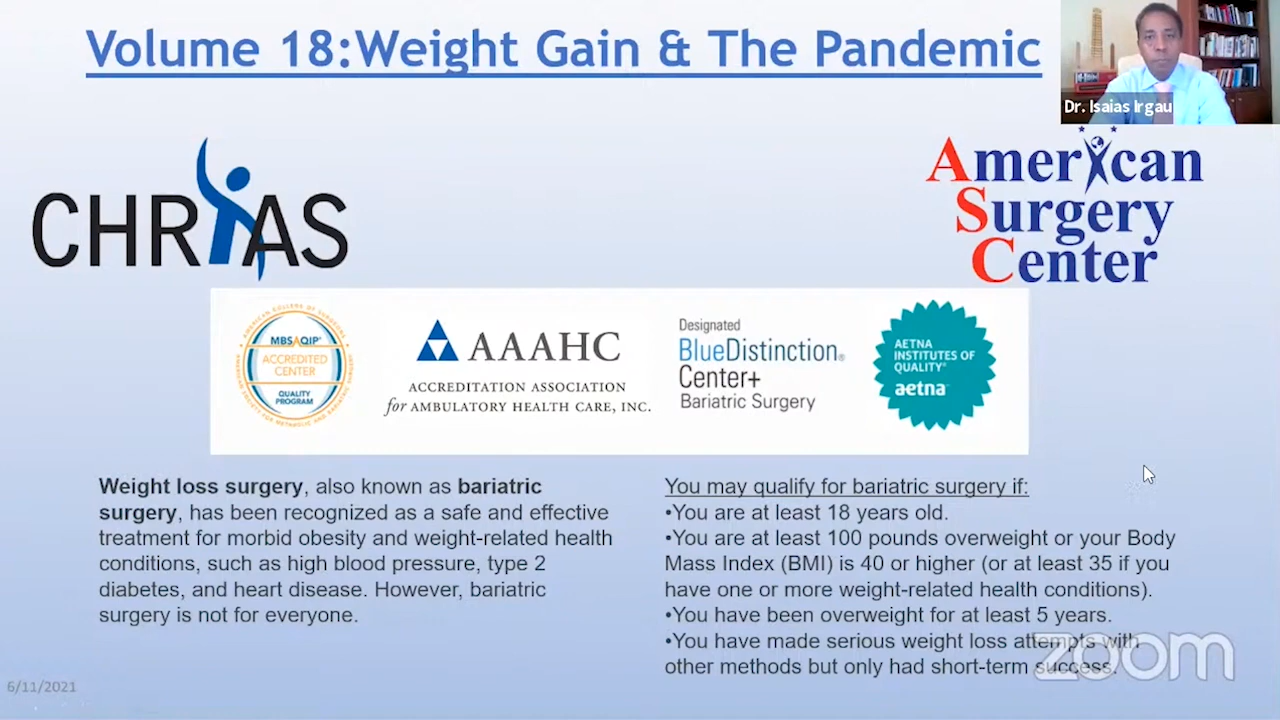 Volume 18:Weight Gain & The Pandemic
Dr. Isaias Irgau
CHRIAS
American
Surgery
Center
MBSAQIP
ACCREDITED
CENTER
QUALITY
PROGRAM
AAAHC
ACCREDITATION ASSOCIATION
for AMBULATORY HEALTH CARE, INC.
Designated
BlueDistinction®
Center+
Bariatric Surgery
AETNA
INSTITUTES OF
QUALITY®
aetna
Weight loss surgery, also known as bariatric
surgery, has been recognized as a safe and effective
treatment for morbid obesity and weight-related health
conditions, such as high blood pressure, type 2
diabetes, and heart disease. However, bariatric
surgery is not for everyone.
You may qualify for bariatric surgery if:
•You are at least 18 years old.
•You are at least 100 pounds overweight or your Body
Mass Index (BMI) is 40 or higher (or at least 35 if you
have one or more weight-related health conditions).
•You have been overweight for at least 5 years.
•You have made serious weight loss attempts with
other methods but only had short-term success.
zoom
6/11/2021